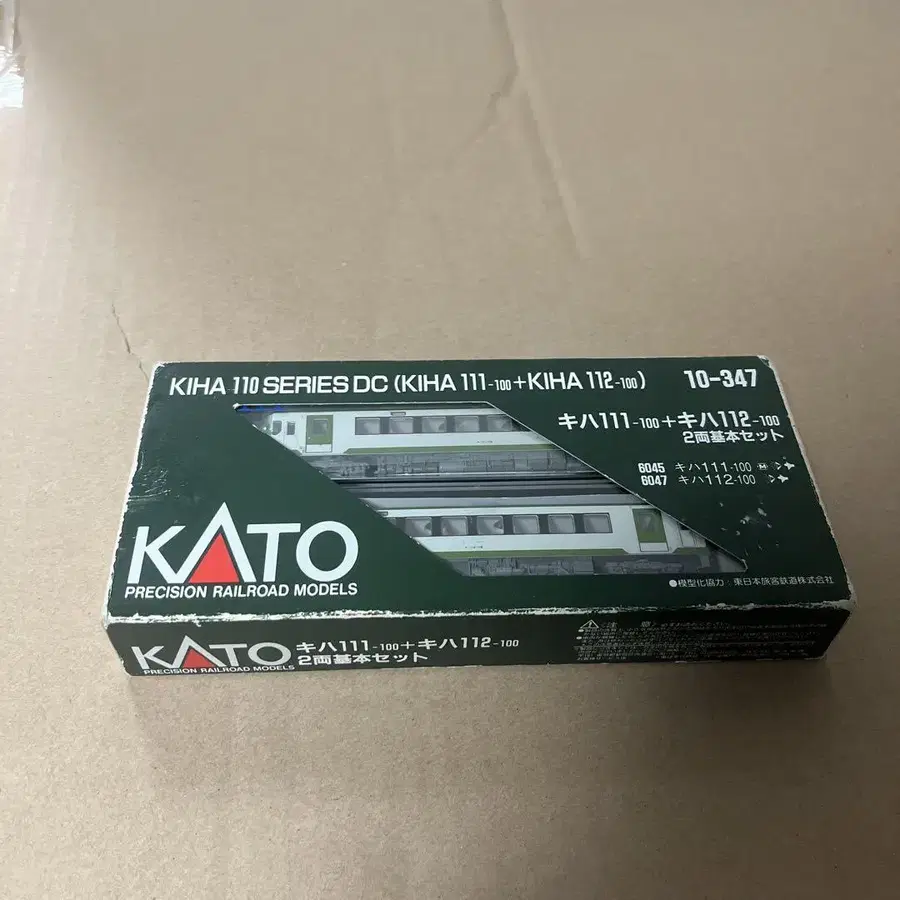 KIHA 110 SERIES DC (KIHA 111-100+KIHA 112-100) 10-347
キハ111-100+キハ112-100
2両基本セット
6045 キハ111-100 M
6047 キハ112-100
KATO
PRECISION RAILROAD MODELS
●模型化協力:東日本旅客鉄道株式会社
KATO
PRECISION RAILROAD MODELS
キハ111-100+キハ112-100
2両基本セット
⚠注意